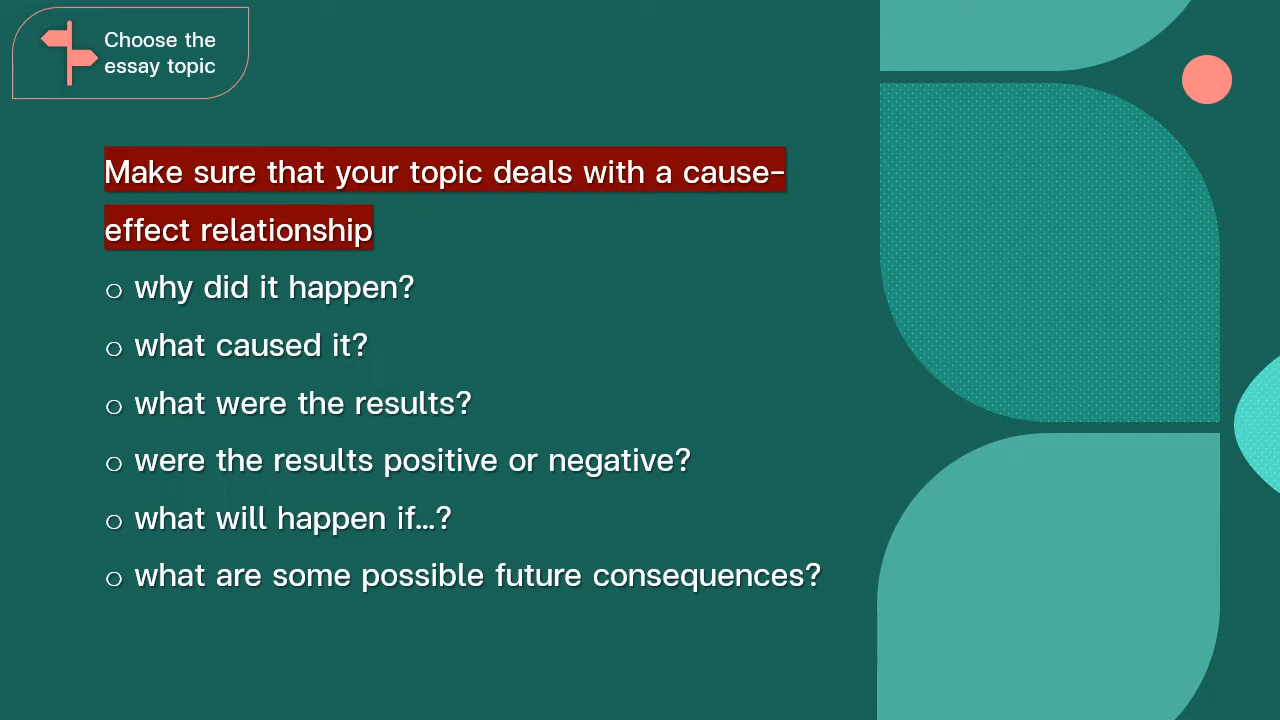 Choose the
essay topic
Make sure that your topic deals with a cause-
effect relationship
o why did it happen?
o what caused it?
o what were the results?
o were the results positive or negative?
o what will happen if...?
o what are some possible future consequences?